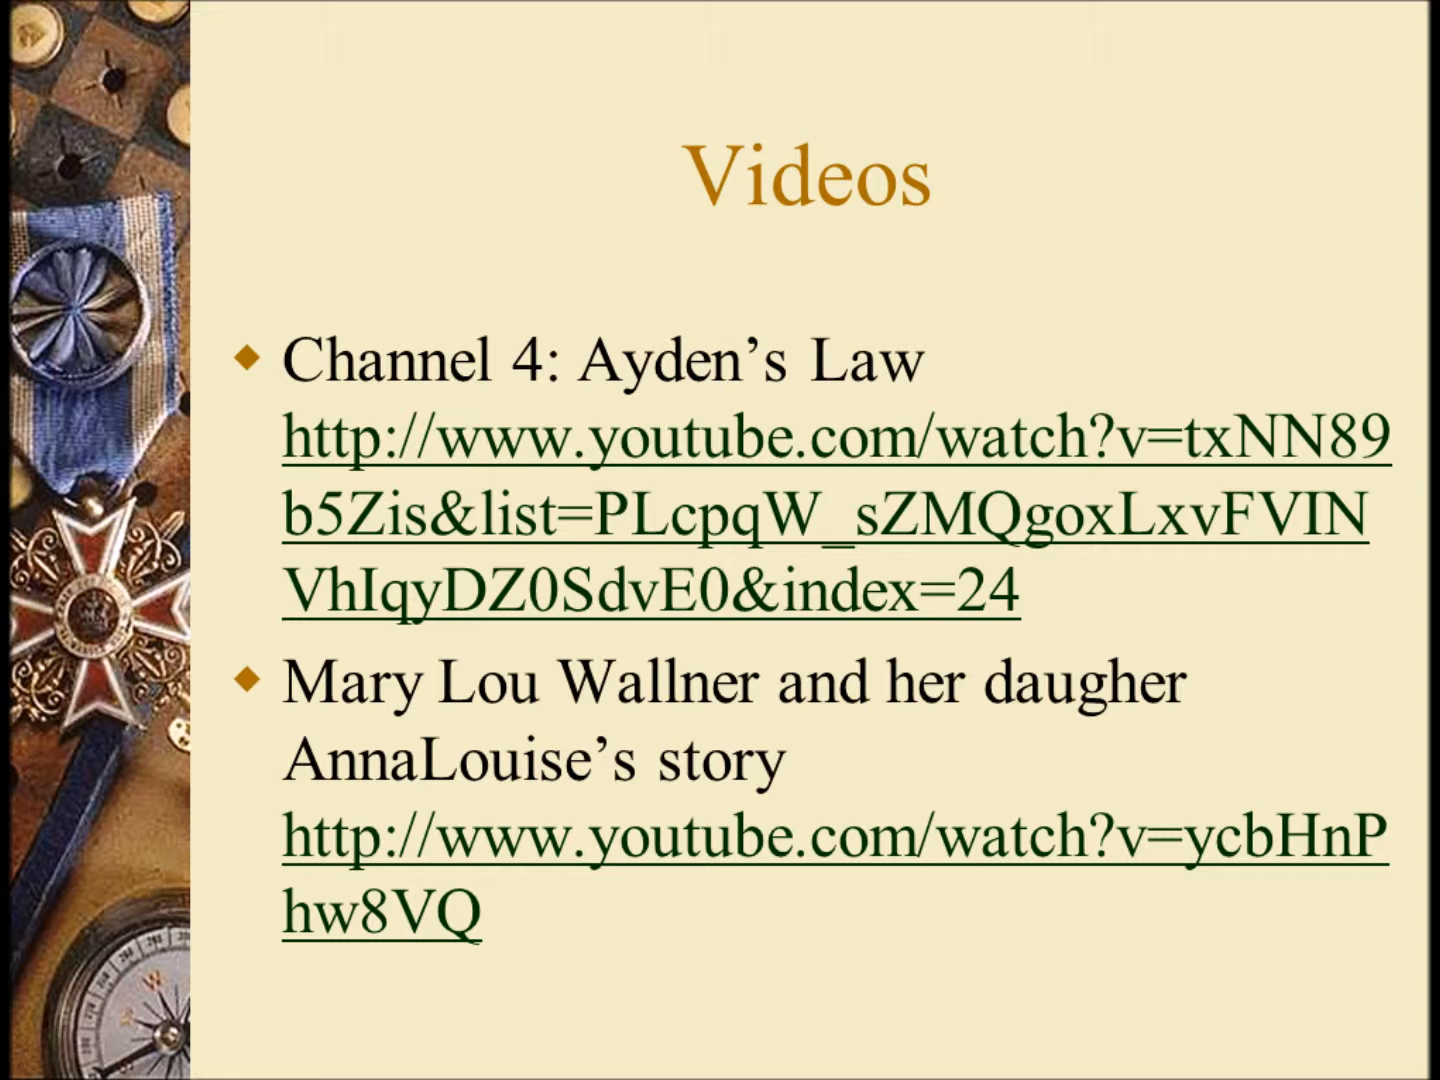 Videos
Channel 4: Ayden’s Law
http://www.youtube.com/watch?v=txNN89
b5Zis&list=PLcpqW_sZMQgoxLxvFVIN
VhIqyDZ0SdvE0&index=24
Mary Lou Wallner and her daugher
AnnaLouise’s story
http://www.youtube.com/watch?v=ycbHnP
hw8VQ